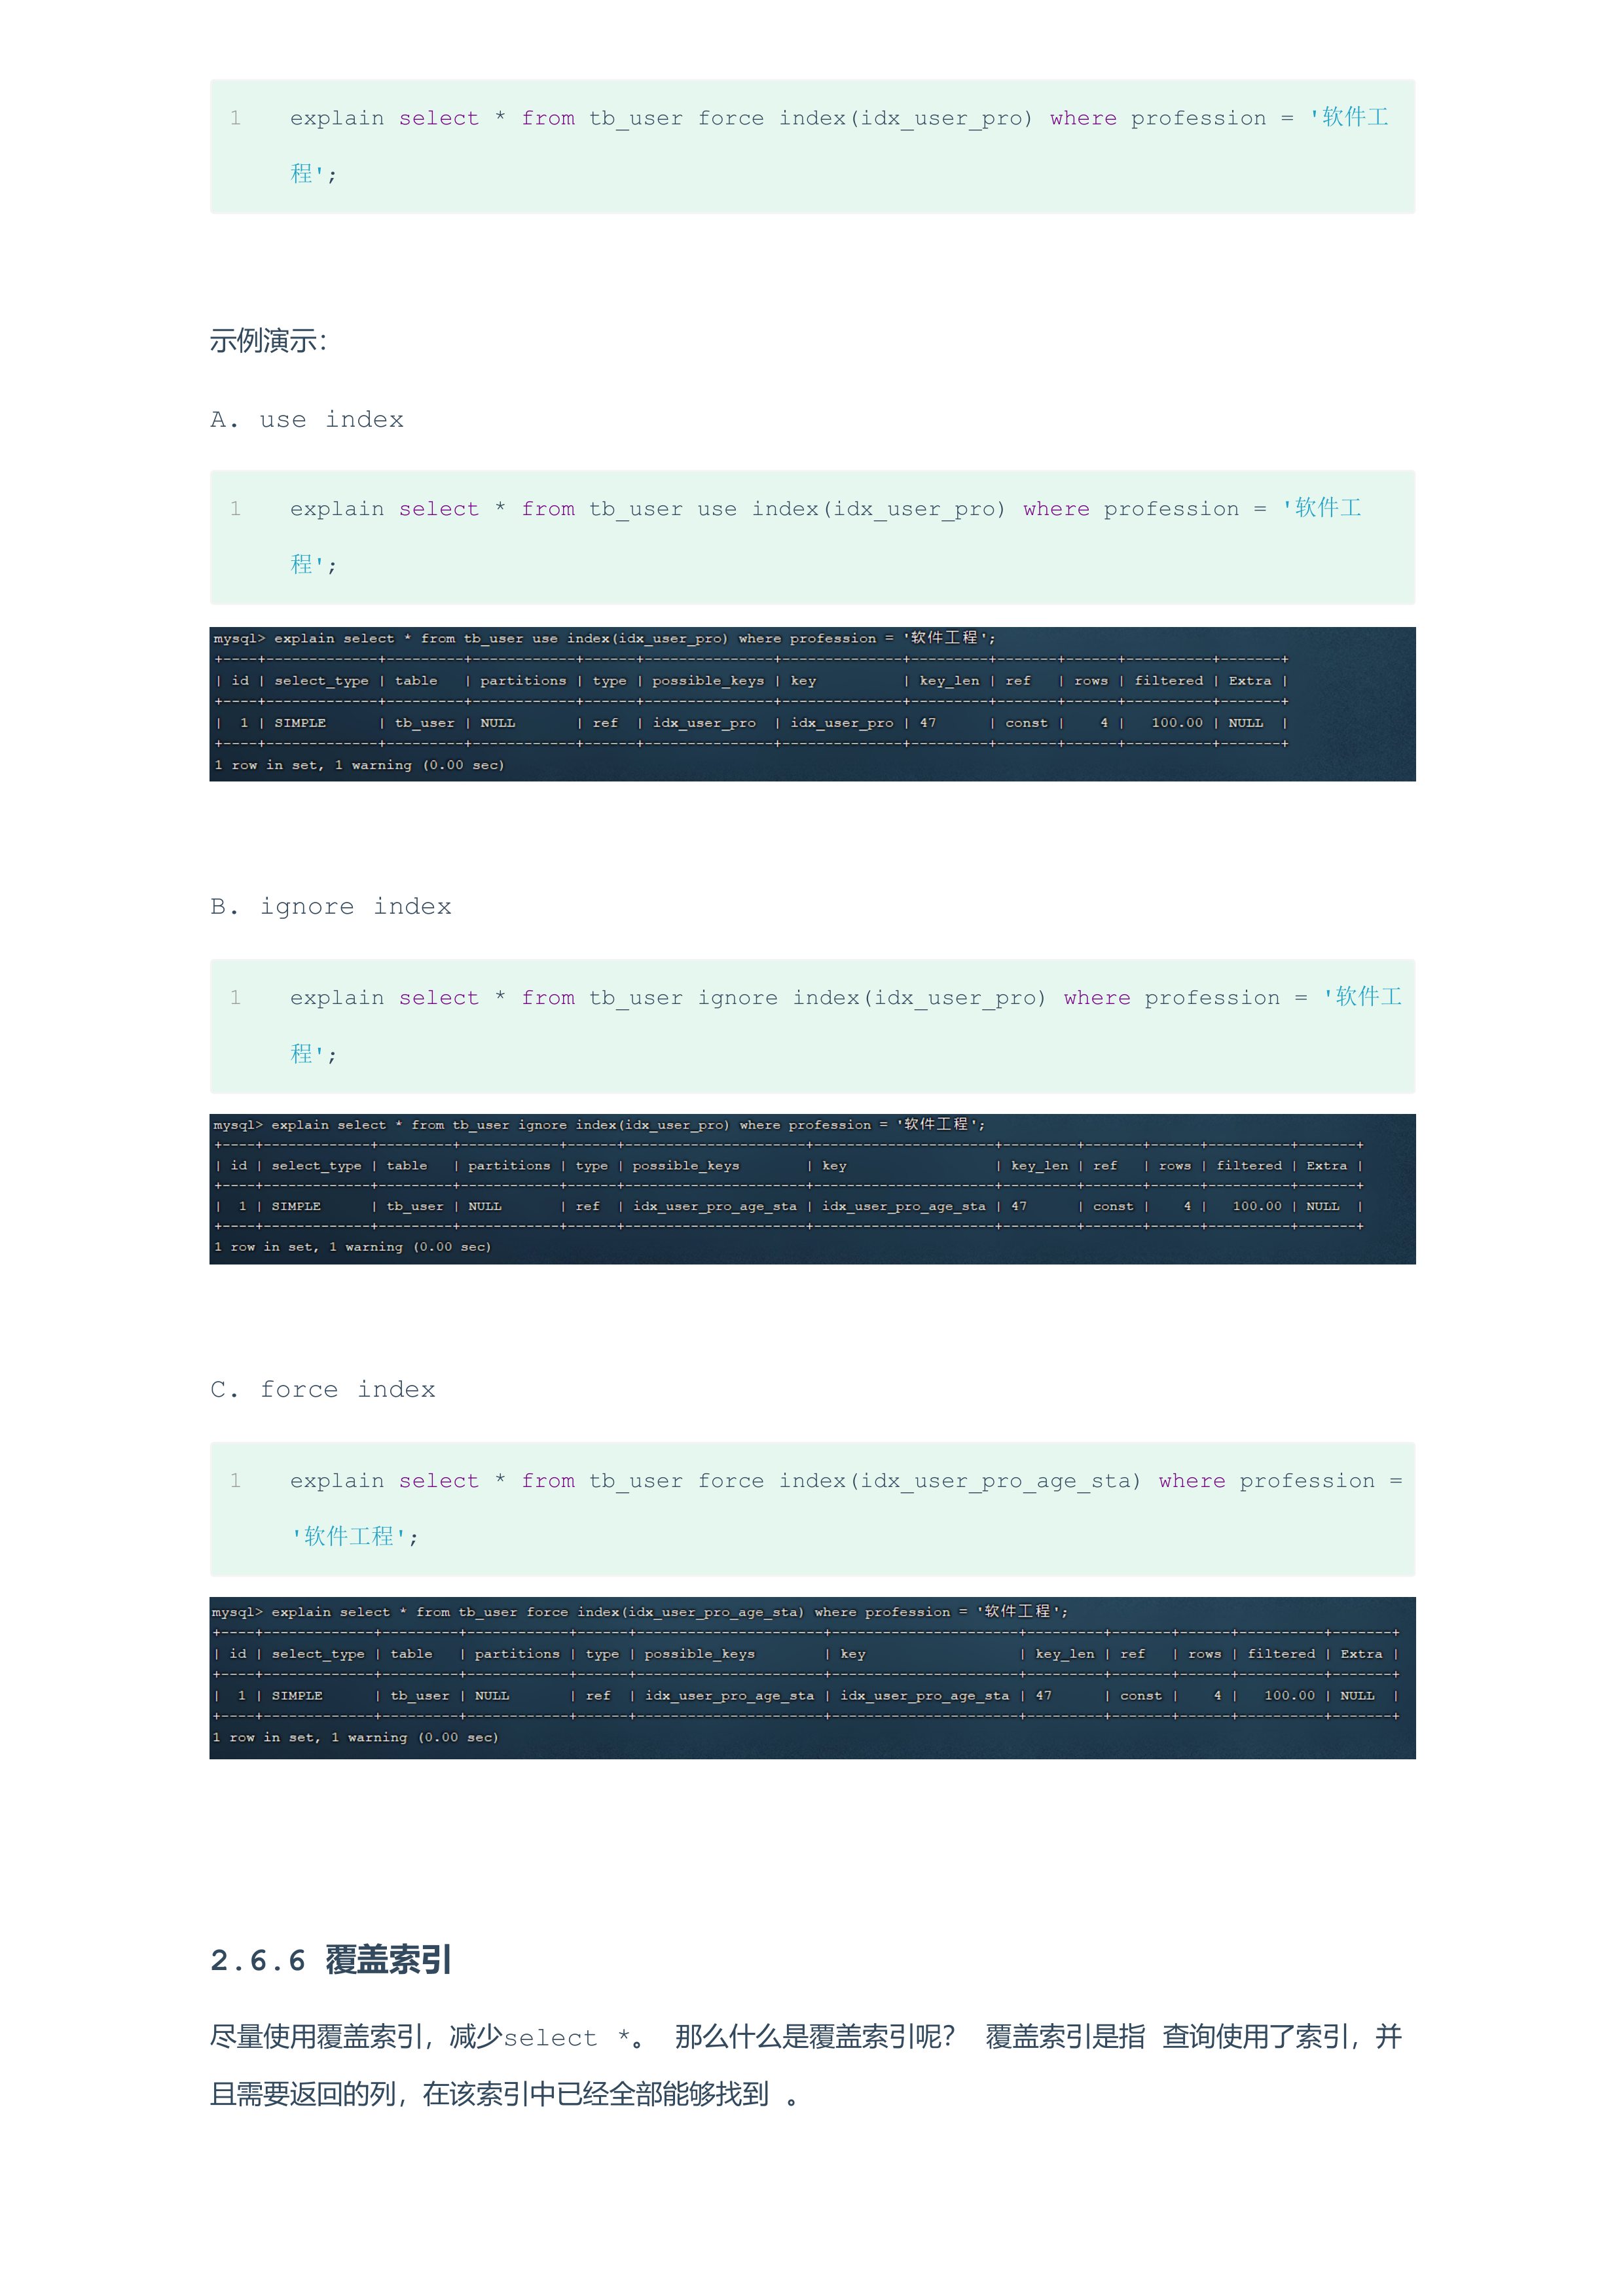 1 explain select * from tb_user force index(idx_user_pro) where profession = '软件工
程';
示例演示：
A. use index
1 explain select * from tb_user use index(idx_user_pro) where profession = '软件工
程';
mysql> explain select * from tb_user use index(idx_user_pro) where profession = '软件工程';
+----+-------------+---------+------------+------+---------------+--------------+---------+-------+------+----------+-------+
| id | select_type | table   | partitions | type | possible_keys | key          | key_len | ref   | rows | filtered | Extra |
+----+-------------+---------+------------+------+---------------+--------------+---------+-------+------+----------+-------+
|  1 | SIMPLE      | tb_user | NULL       | ref  | idx_user_pro  | idx_user_pro | 47      | const |    4 |   100.00 | NULL  |
+----+-------------+---------+------------+------+---------------+--------------+---------+-------+------+----------+-------+
1 row in set, 1 warning (0.00 sec)
B. ignore index
1 explain select * from tb_user ignore index(idx_user_pro) where profession = '软件工
程';
mysql> explain select * from tb_user ignore index(idx_user_pro) where profession = '软件工程';
+----+-------------+---------+------------+------+----------------------+----------------------+---------+-------+------+----------+-------+
| id | select_type | table   | partitions | type | possible_keys        | key                  | key_len | ref   | rows | filtered | Extra |
+----+-------------+---------+------------+------+----------------------+----------------------+---------+-------+------+----------+-------+
|  1 | SIMPLE      | tb_user | NULL       | ref  | idx_user_pro_age_sta | idx_user_pro_age_sta | 47      | const |    4 |   100.00 | NULL  |
+----+-------------+---------+------------+------+----------------------+----------------------+---------+-------+------+----------+-------+
1 row in set, 1 warning (0.00 sec)
C. force index
1 explain select * from tb_user force index(idx_user_pro_age_sta) where profession =
'软件工程';
mysql> explain select * from tb_user force index(idx_user_pro_age_sta) where profession = '软件工程';
+----+-------------+---------+------------+------+----------------------+----------------------+---------+-------+------+----------+-------+
| id | select_type | table   | partitions | type | possible_keys        | key                  | key_len | ref   | rows | filtered | Extra |
+----+-------------+---------+------------+------+----------------------+----------------------+---------+-------+------+----------+-------+
|  1 | SIMPLE      | tb_user | NULL       | ref  | idx_user_pro_age_sta | idx_user_pro_age_sta | 47      | const |    4 |   100.00 | NULL  |
+----+-------------+---------+------------+------+----------------------+----------------------+---------+-------+------+----------+-------+
1 row in set, 1 warning (0.00 sec)
2.6.6 覆盖索引
尽量使用覆盖索引，减少select *。 那么什么是覆盖索引呢？ 覆盖索引是指 查询使用了索引，并
且需要返回的列，在该索引中已经全部能够找到 。